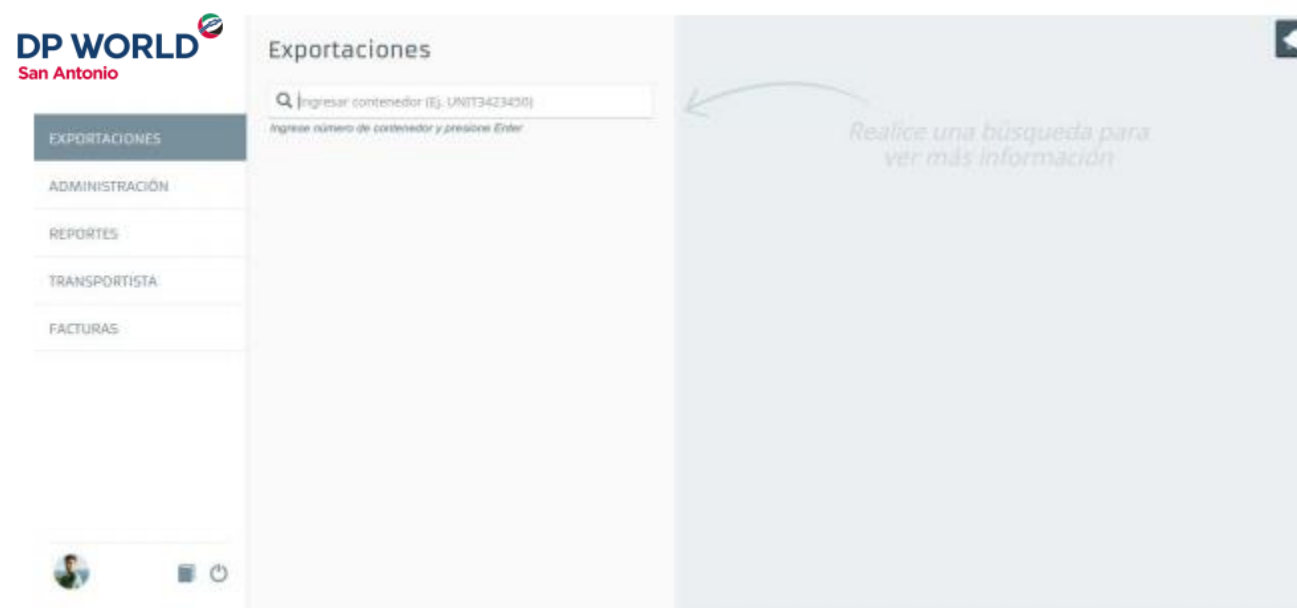 DP WORLD
San Antonio
EXPORTACIONES
ADMINISTRACIÓN
REPORTES
TRANSPORTISTA
FACTURAS
Exportaciones
Ingresar contenedor (Ej. UNIT3423450)
Ingrese número de contenedor y presione Enter
Realice una búsqueda para
ver más información